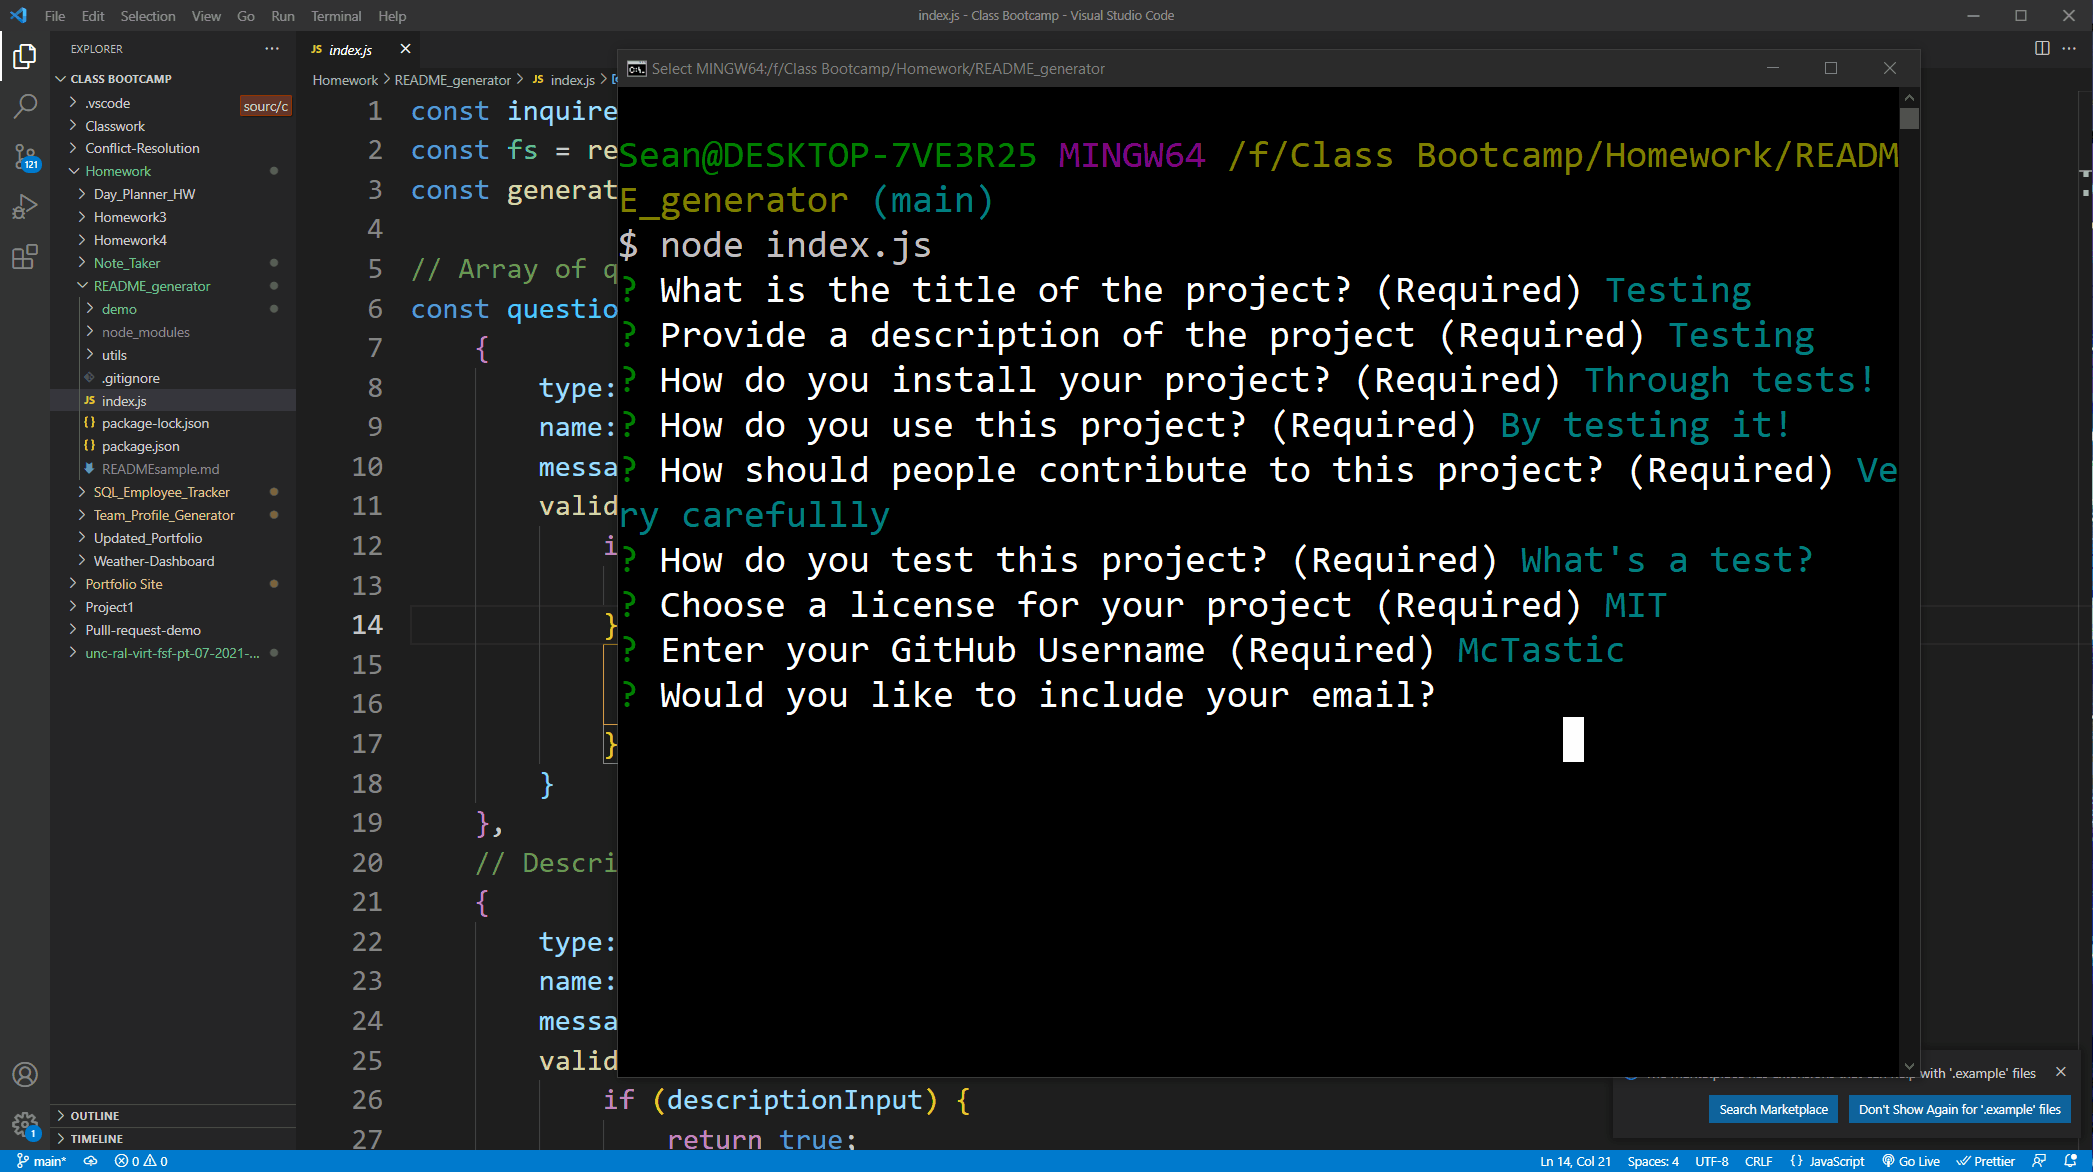 File Edit Selection View Go Run Terminal Help
index.js - Class Bootcamp - Visual Studio Code
EXPLORER
CLASS BOOTCAMP
.vscode
sourc/c
Classwork
Conflict-Resolution
Homework
Day_Planner_HW
Homework3
Homework4
Note_Taker
README_generator
demo
node_modules
utils
.gitignore
JS index.js
{} package-lock.json
{} package.json
READMEsample.md
SQL_Employee_Tracker
Team_Profile_Generator
Updated_Portfolio
Weather-Dashboard
Portfolio Site
Project1
Pulll-request-demo
unc-ral-virt-fsf-pt-07-2021-...
OUTLINE
TIMELINE
121
1
JS index.js
Homework > README_generator > JS index.js >
1 const inquire
2 const fs = re
3 const generat
4
5 // Array of q
6 const questio
7 {
8 type:
9 name:
10 messa
11 valid
12 i
13
14 }
15
16
17 }
18 }
19 },
20 // Descri
21 {
22 type:
23 name:
24 messa
25 valid
26 if (descriptionInput) {
27 return true;
Select MINGW64:/f/Class Bootcamp/Homework/README_generator
Sean@DESKTOP-7VE3R25 MINGW64 /f/Class Bootcamp/Homework/READM
E_generator (main)
$ node index.js
? What is the title of the project? (Required) Testing
? Provide a description of the project (Required) Testing
? How do you install your project? (Required) Through tests!
? How do you use this project? (Required) By testing it!
? How should people contribute to this project? (Required) Ve
ry carefullly
? How do you test this project? (Required) What's a test?
? Choose a license for your project (Required) MIT
? Enter your GitHub Username (Required) McTastic
? Would you like to include your email?
with '.example' files
Search Marketplace
Don't Show Again for '.example' files
main* 0 0
Ln 14, Col 21 Spaces: 4 UTF-8 CRLF {} JavaScript Go Live Prettier